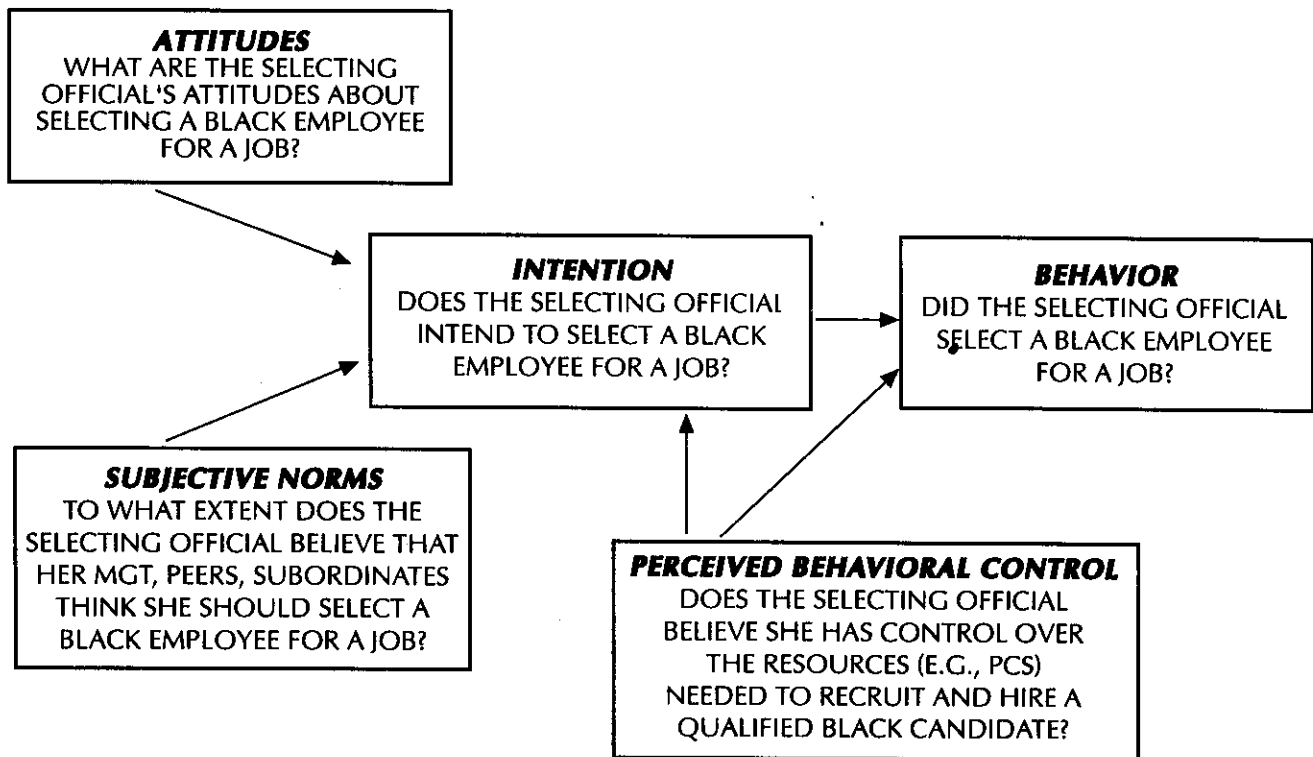 ATTITUDES
WHAT ARE THE SELECTING
OFFICIAL'S ATTITUDES ABOUT
SELECTING A BLACK EMPLOYEE
FOR A JOB?
INTENTION
DOES THE SELECTING OFFICIAL
INTEND TO SELECT A BLACK
EMPLOYEE FOR A JOB?
BEHAVIOR
DID THE SELECTING OFFICIAL
SELECT A BLACK EMPLOYEE
FOR A JOB?
SUBJECTIVE NORMS
TO WHAT EXTENT DOES THE
SELECTING OFFICIAL BELIEVE THAT
HER MGT, PEERS, SUBORDINATES
THINK SHE SHOULD SELECT A
BLACK EMPLOYEE FOR A JOB?
PERCEIVED BEHAVIORAL CONTROL
DOES THE SELECTING OFFICIAL
BELIEVE SHE HAS CONTROL OVER
THE RESOURCES (E.G., PCS)
NEEDED TO RECRUIT AND HIRE A
QUALIFIED BLACK CANDIDATE?